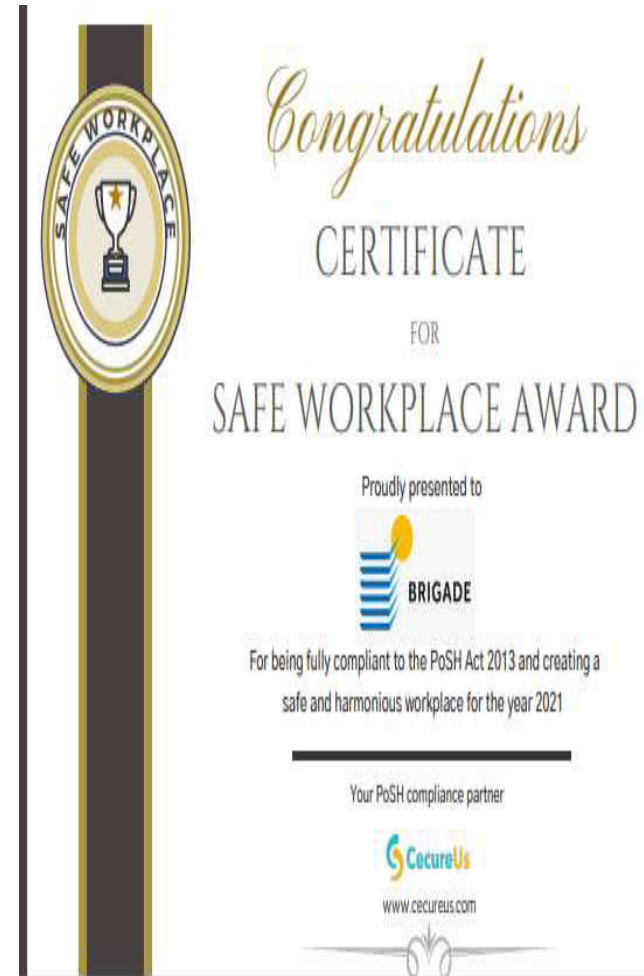 SAFE WORKPLACE
Congratulations
CERTIFICATE
FOR
SAFE WORKPLACE AWARD
Proudly presented to
BRIGADE
For being fully compliant to the PoSH Act 2013 and creating a
safe and harmonious workplace for the year 2021
Your PoSH compliance partner
CecureUs
www.cecureus.com